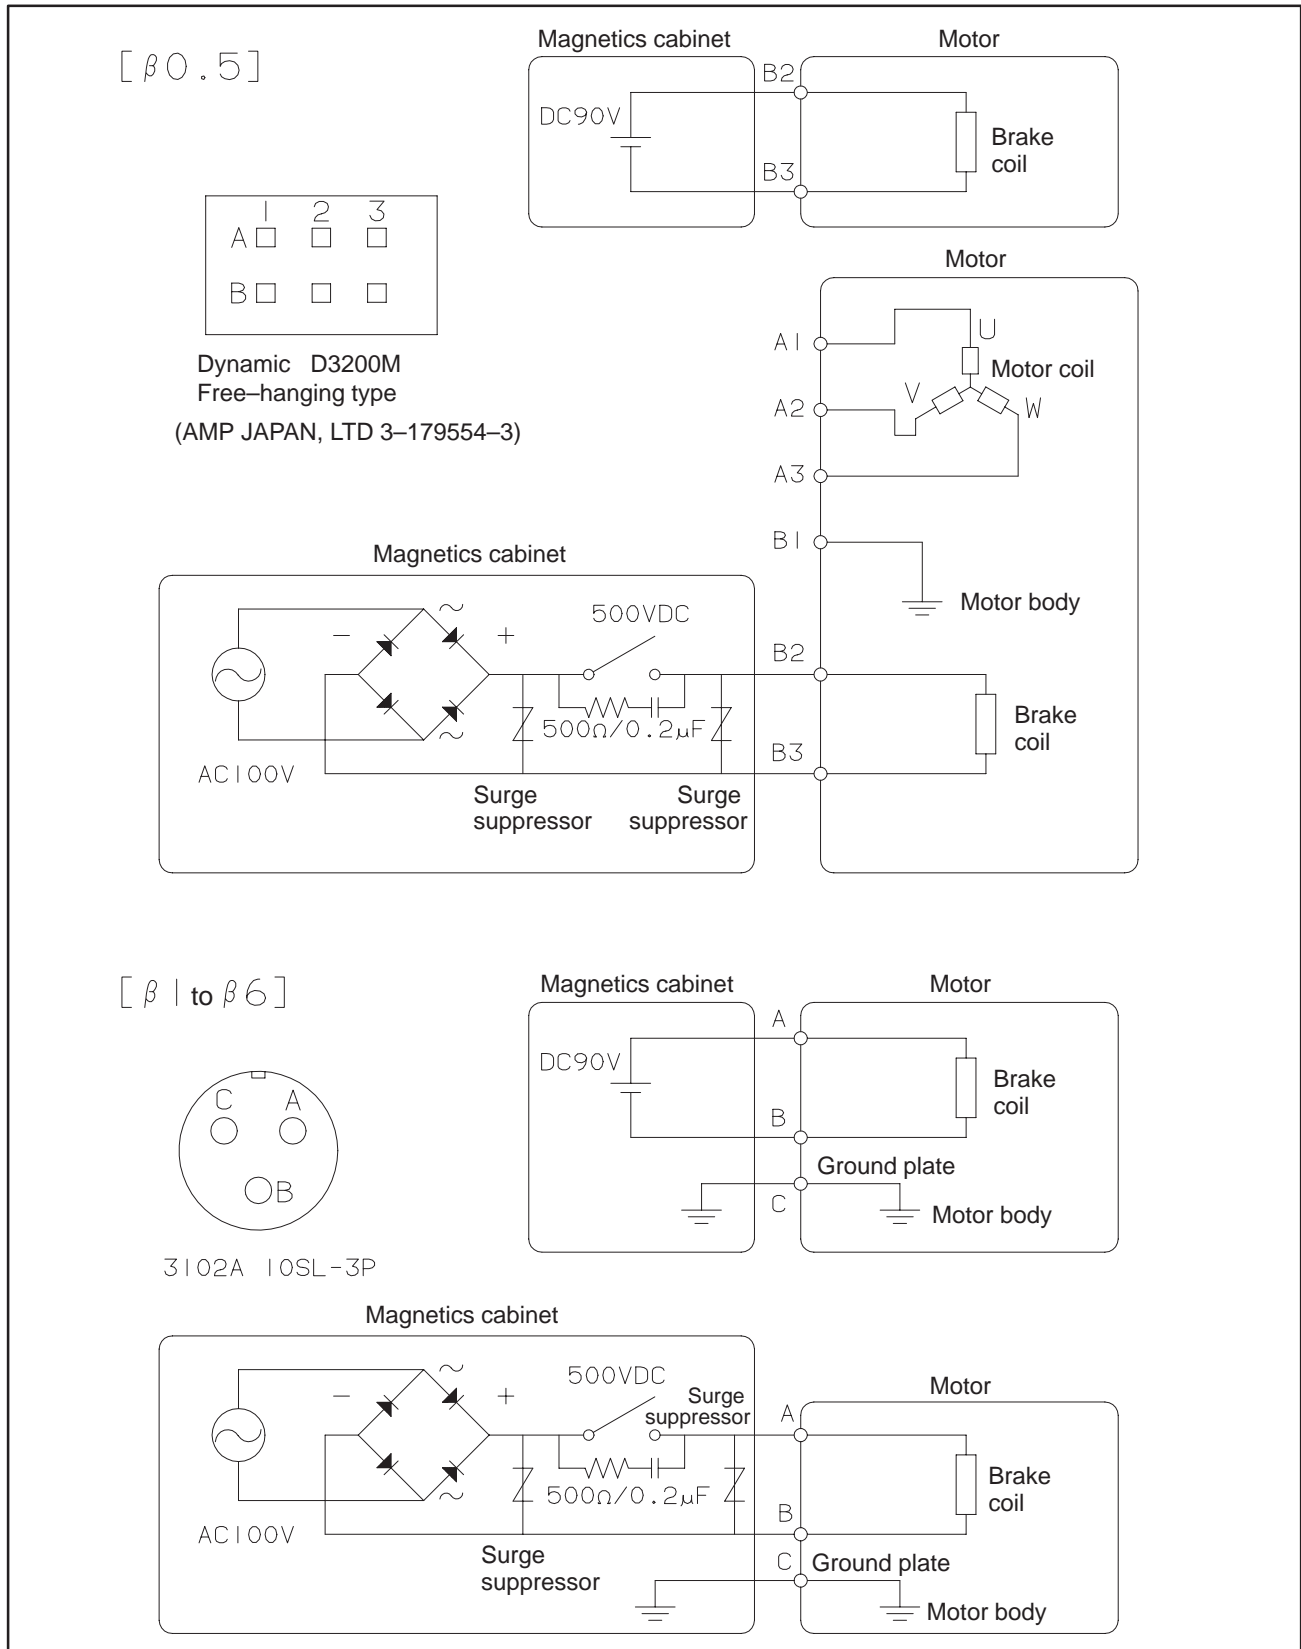 [β0.5]
Magnetics cabinet
Motor
DC90V
B2
B3
Brake
coil
1 2 3
A
B
Dynamic D3200M
Free–hanging type
(AMP JAPAN, LTD 3–179554–3)
Motor
A1
A2
A3
B1
U
V
W
Motor coil
Motor body
Magnetics cabinet
~
-
+
500VDC
500Ω/0.2μF
~
AC100V
Surge
suppressor
Surge
suppressor
B2
B3
Brake
coil
[β1 to β6]
C A
B
3102A 10SL-3P
Magnetics cabinet
Motor
DC90V
A
B
C
Brake
coil
Ground plate
Motor body
Magnetics cabinet
~
-
+
500VDC
500Ω/0.2μF
~
AC100V
Surge
suppressor
Surge
suppressor
Motor
A
B
C
Brake
coil
Ground plate
Motor body